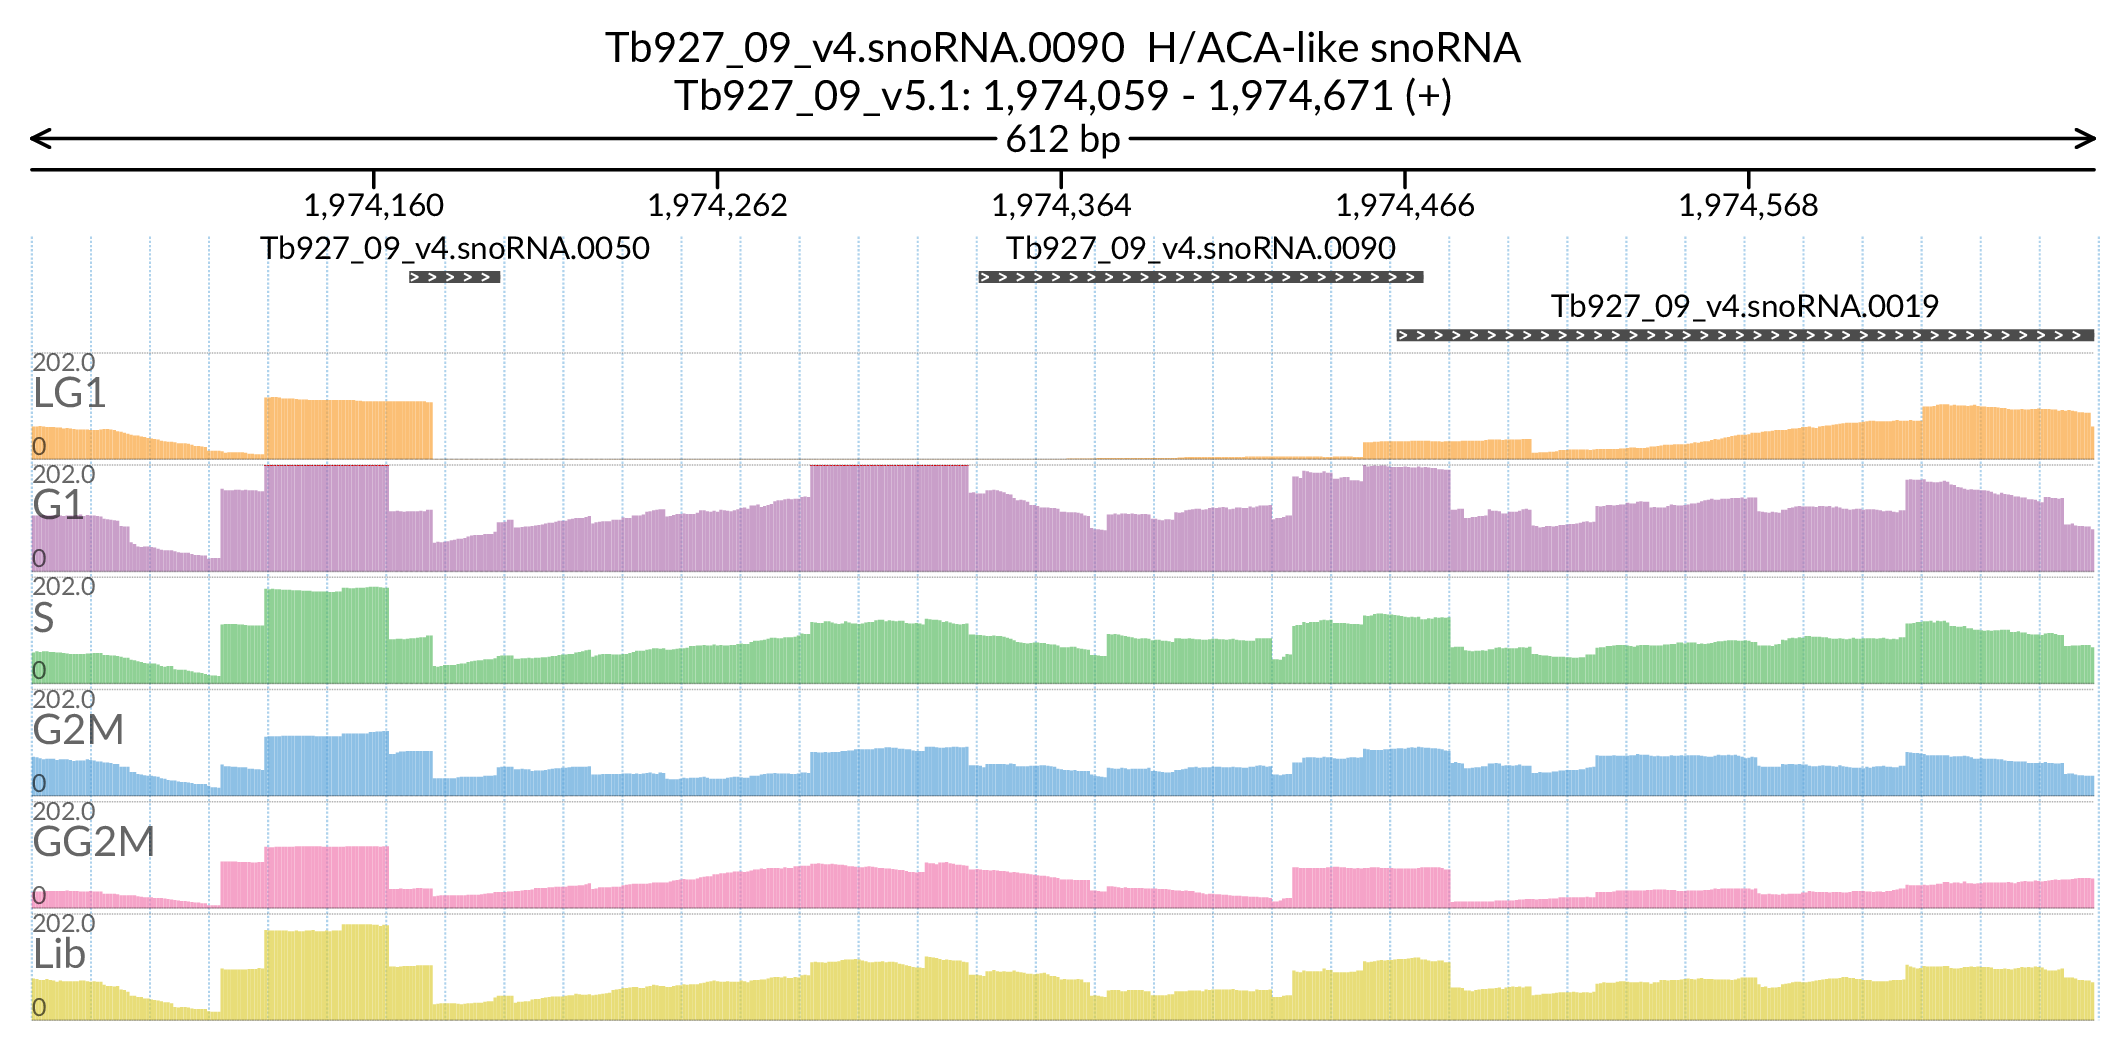 Tb927_09_v4.snoRNA.0090 H/ACA-like snoRNA
Tb927_09_v5.1: 1,974,059 - 1,974,671 (+)
612 bp
1,974,160 1,974,262 1,974,364 1,974,466 1,974,568
Tb927_09_v4.snoRNA.0050 Tb927_09_v4.snoRNA.0090
Tb927_09_v4.snoRNA.0019
202.0
LG1
0
202.0
G1
0
202.0
S
0
202.0
G2M
0
202.0
GG2M
0
202.0
Lib
0